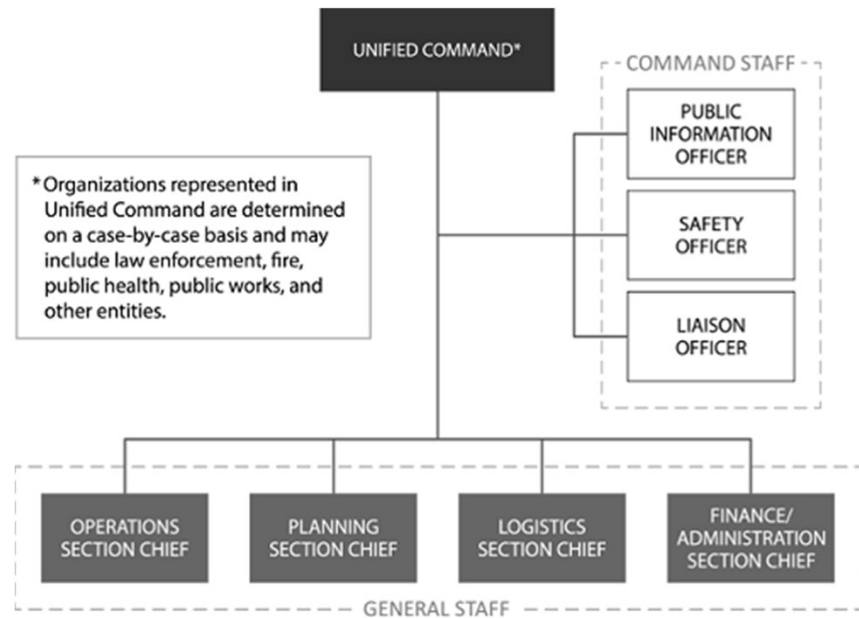 UNIFIED COMMAND*
COMMAND STAFF
PUBLIC
INFORMATION
OFFICER
SAFETY
OFFICER
LIAISON
OFFICER
* Organizations represented in
Unified Command are determined
on a case-by-case basis and may
include law enforcement, fire,
public health, public works, and
other entities.
OPERATIONS
SECTION CHIEF
PLANNING
SECTION CHIEF
LOGISTICS
SECTION CHIEF
FINANCE/
ADMINISTRATION
SECTION CHIEF
GENERAL STAFF